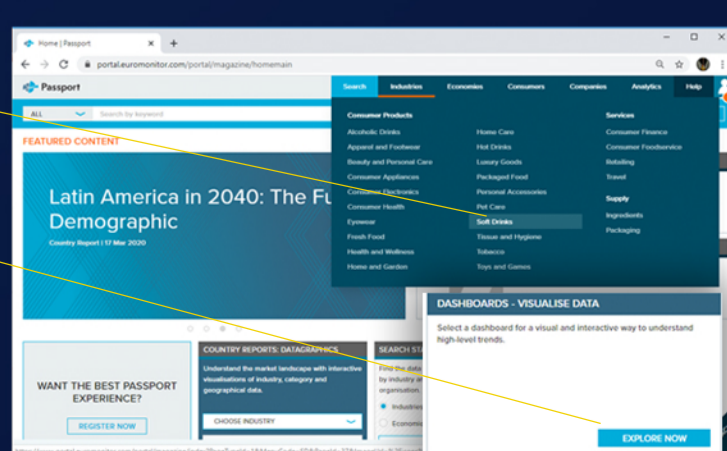 Home | Passport
portal.euromonitor.com/portal/magazine/homemain
Passport
Search Industries Economies Consumers Companies Analytics Help
ALL
Search by keyword
FEATURED CONTENT
Latin America in 2040: The Fu
Demographic
Country Report | 17 Mar 2020
Consumer Products
Alcoholic Drinks
Apparel and Footwear
Beauty and Personal Care
Consumer Appliances
Consumer Electronics
Consumer Health
Eyewear
Fresh Food
Health and Wellness
Home and Garden
Home Care
Hot Drinks
Luxury Goods
Packaged Food
Personal Accessories
Pet Care
Soft Drinks
Tissue and Hygiene
Tobacco
Toys and Games
Services
Consumer Finance
Consumer Foodservice
Retailing
Travel
Supply
Ingredients
Packaging
WANT THE BEST PASSPORT
EXPERIENCE?
REGISTER NOW
COUNTRY REPORTS: DATAGRAPHICS
Understand the market landscape with interactive
visualisations of industry, category and
geographical data.
CHOOSE INDUSTRY
SEARCH ST
Find the data
by industry a
organisation.
Industries
Economie
DASHBOARDS - VISUALISE DATA
Select a dashboard for a visual and interactive way to understand
high-level trends.
EXPLORE NOW